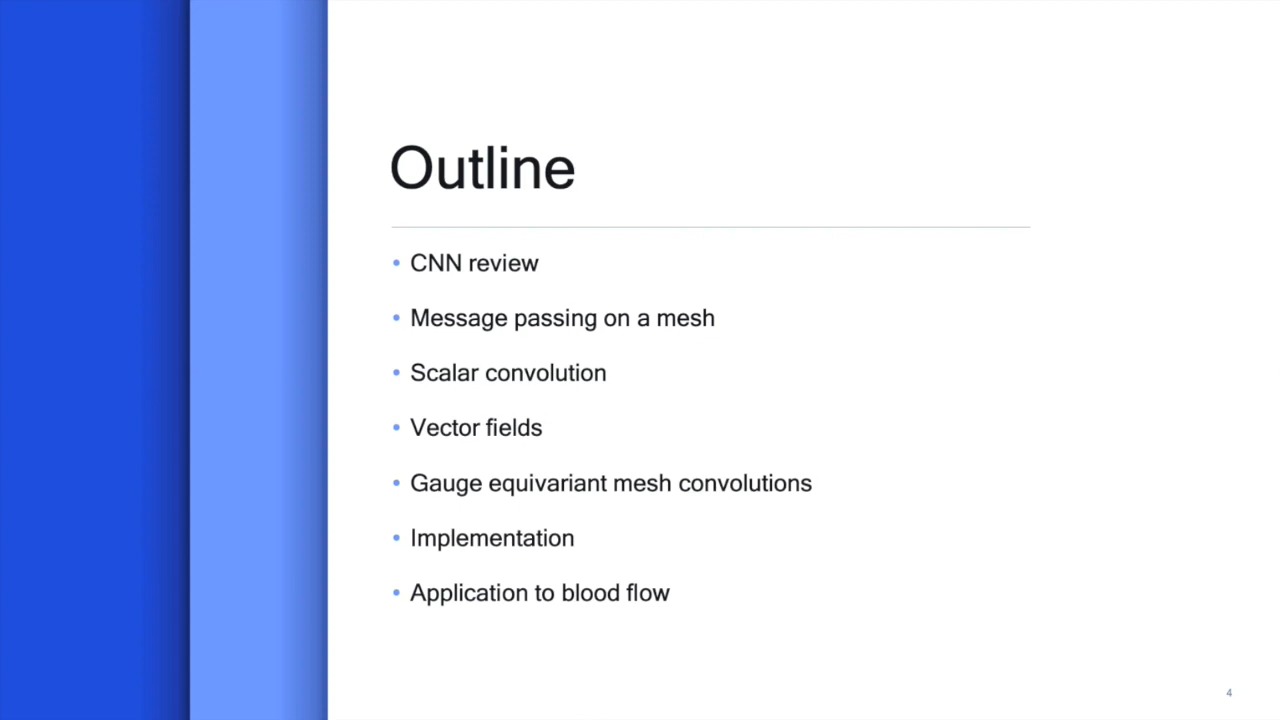 Outline
• CNN review
• Message passing on a mesh
• Scalar convolution
• Vector fields
• Gauge equivariant mesh convolutions
• Implementation
• Application to blood flow
4